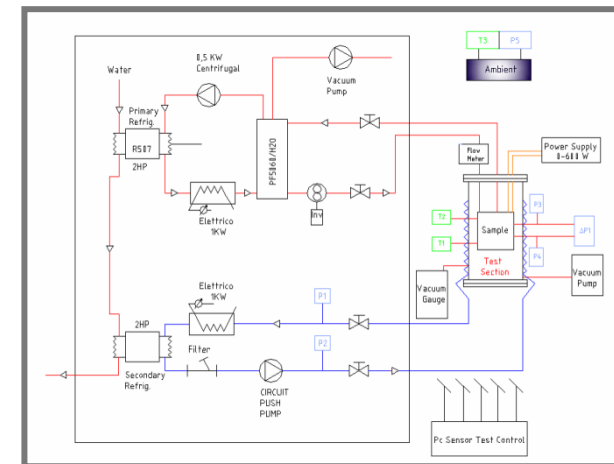 T3
P5
Ambient
Water
0,5 KW
Centrifugal
Vacuum
Pump
Primary
Refrig.
R507
2HP
PF5060/H2O
Flow
Meter
Power Supply
0-600 W
Elettrico
1KW
Inv
T2
T1
Sample
P3
P4
ΔP1
Test
Section
Vacuum
Gauge
Vacuum
Pump
Elettrico
1KW
P1
2HP
Filter
P2
Secondary
Refrig.
CIRCUIT
PUSH
PUMP
Pc Sensor Test Control